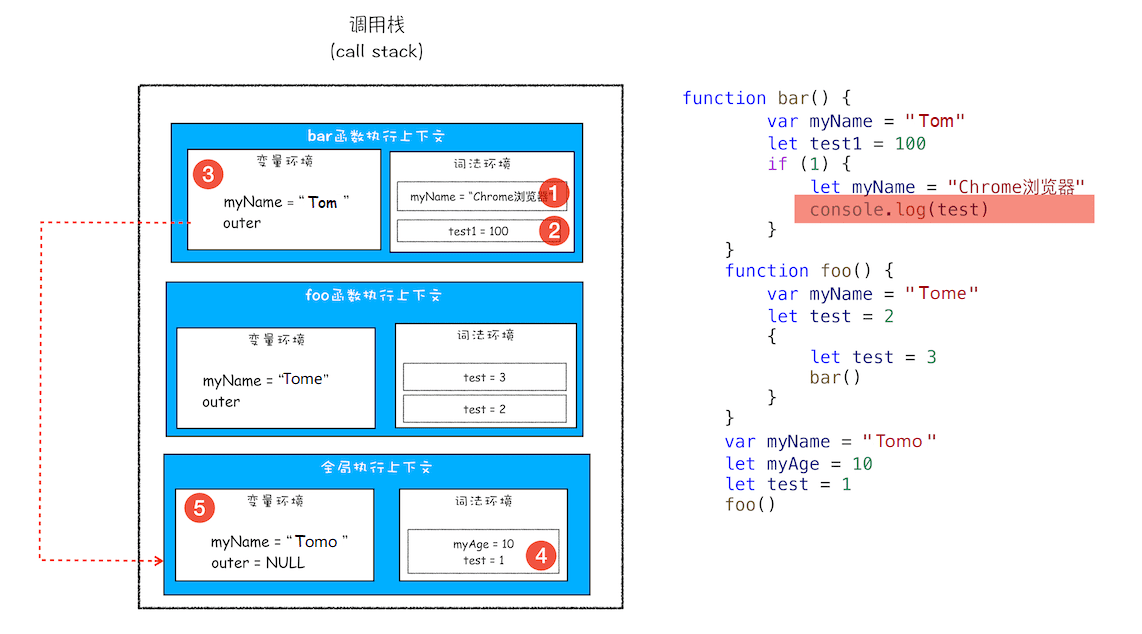 调用栈
(call stack)
bar函数执行上下文
变量环境
3
myName = “ Tom ”
outer
词法环境
myName = “Chrome浏览器”
1
test1 = 100
2
foo函数执行上下文
变量环境
myName = “Tome”
outer
词法环境
test = 3
test = 2
全局执行上下文
变量环境
5
myName = “ Tomo ”
outer = NULL
词法环境
myAge = 10
test = 1
4
function bar() {
var myName = "Tom"
let test1 = 100
if (1) {
let myName = "Chrome浏览器"
console.log(test)
}
}
function foo() {
var myName = "Tome"
let test = 2
{
let test = 3
bar()
}
}
var myName = "Tomo "
let myAge = 10
let test = 1
foo()